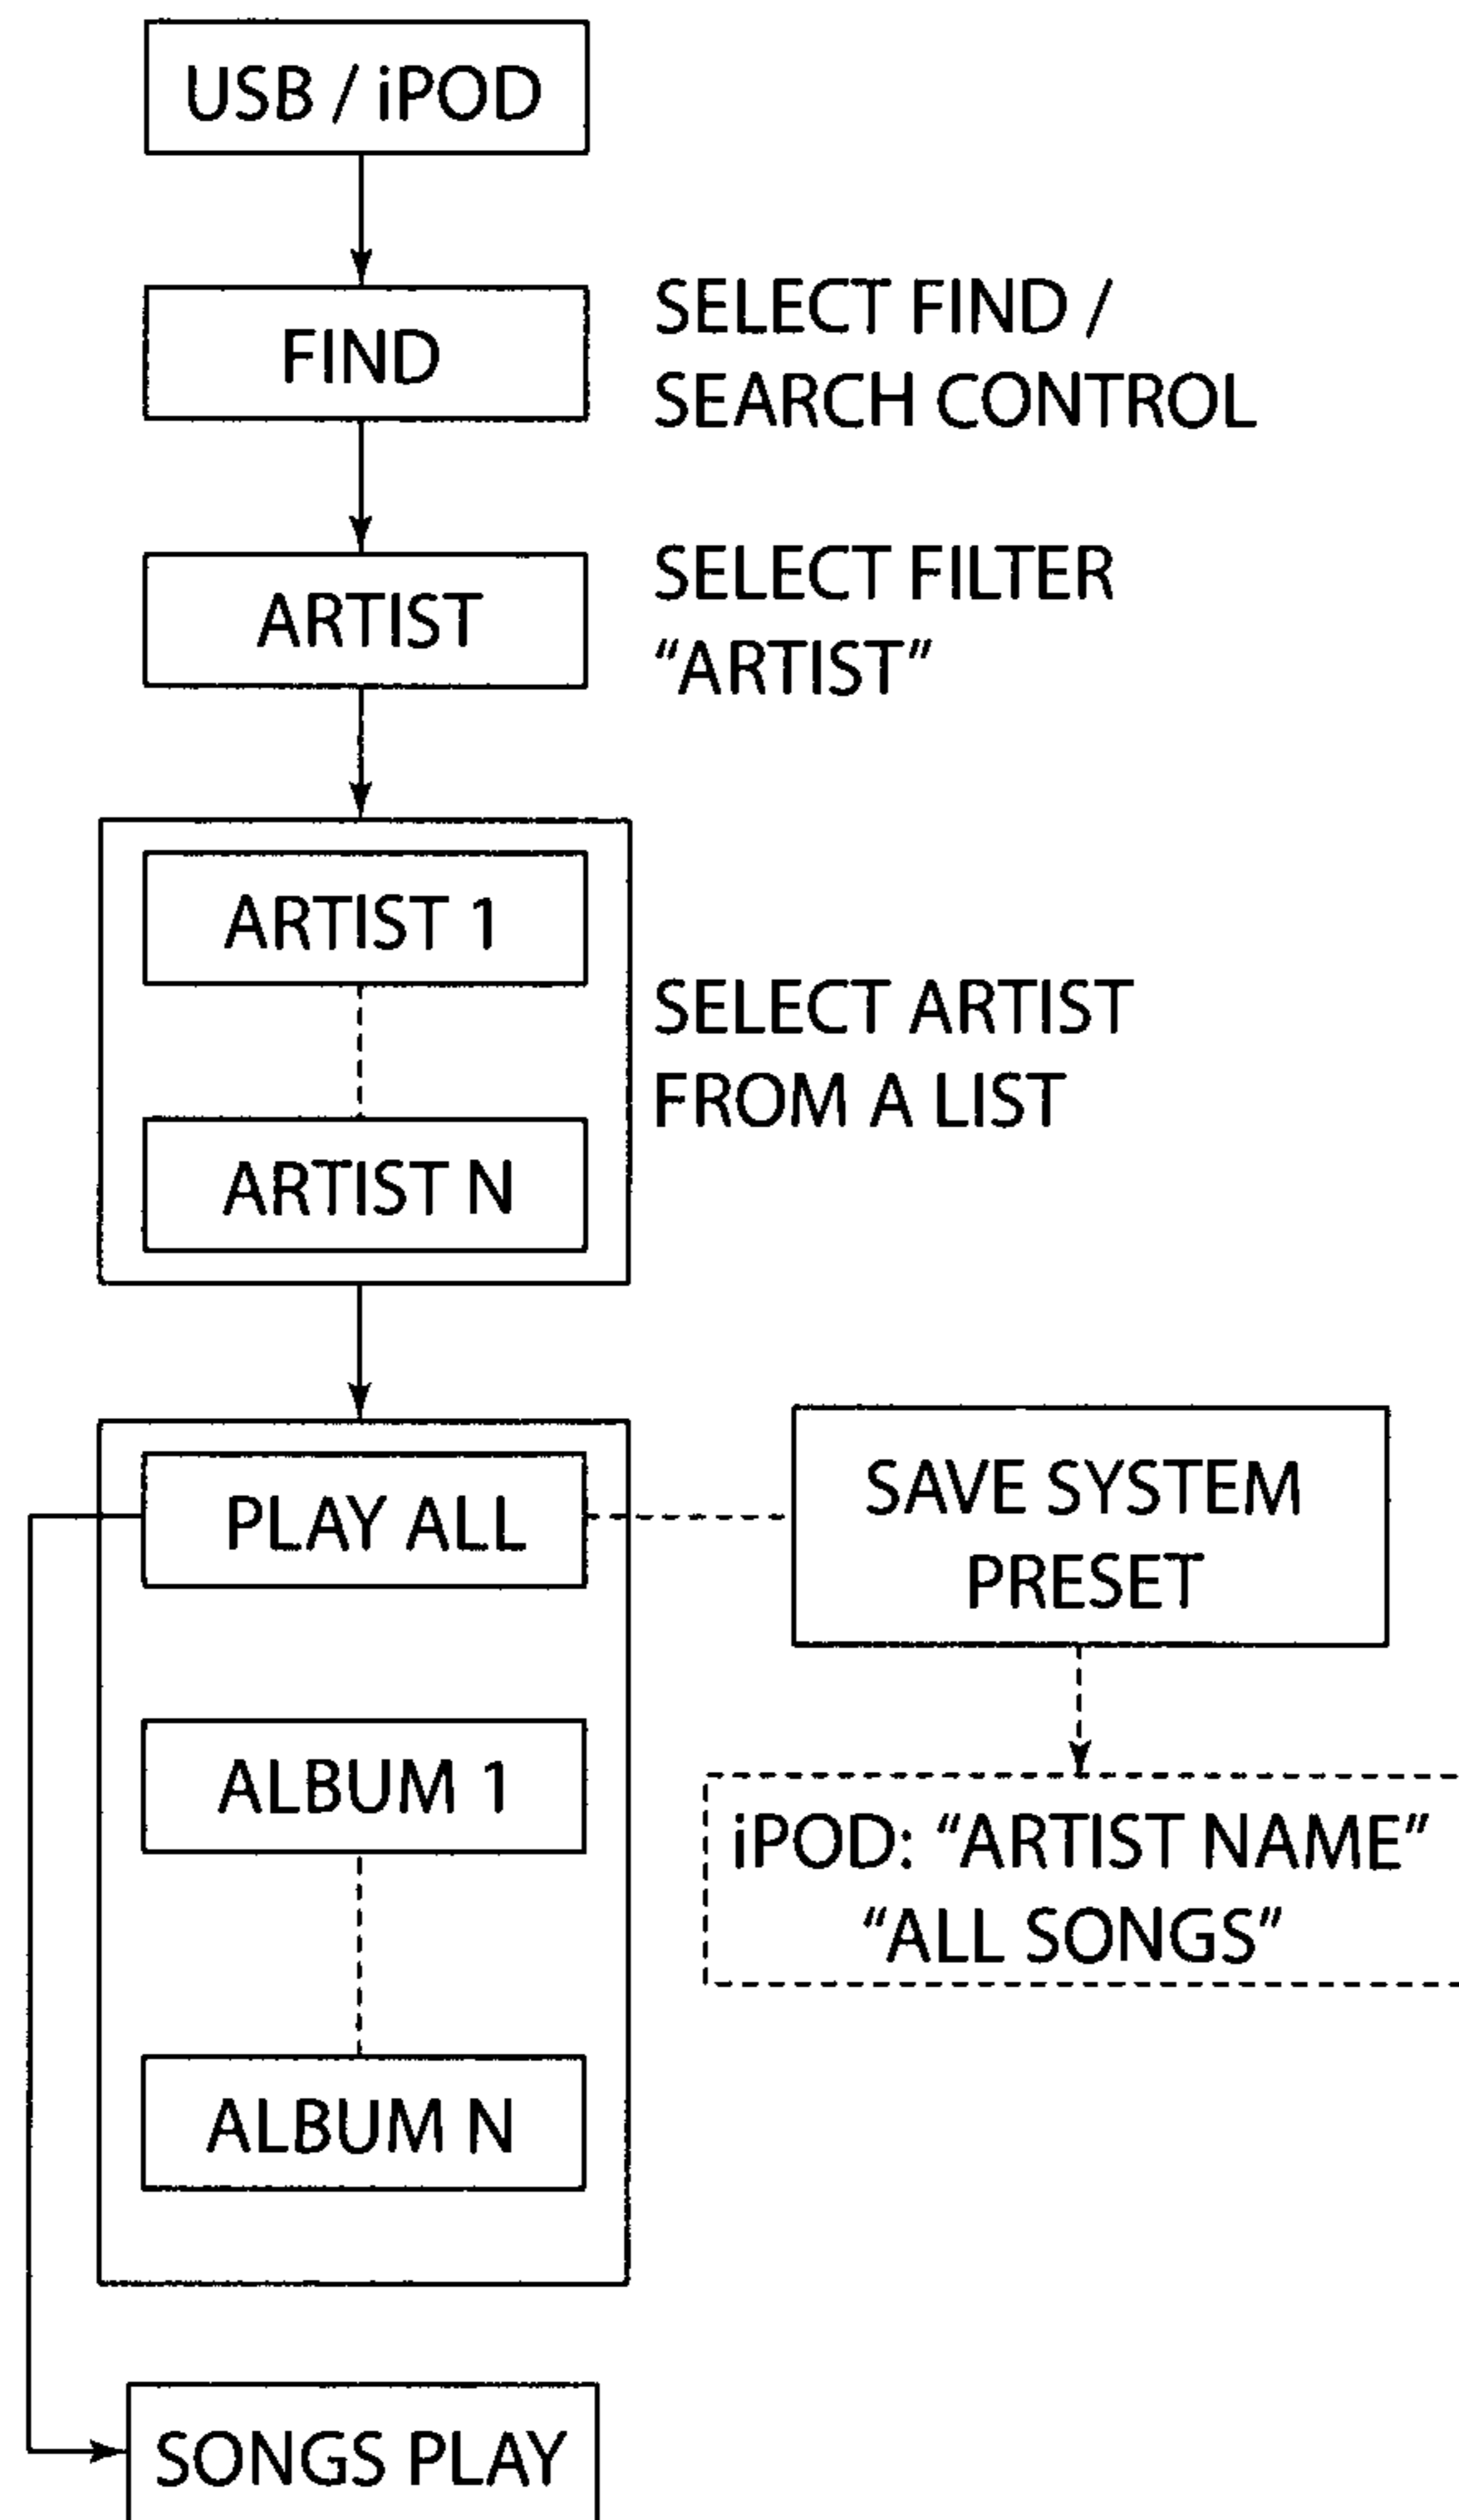 USB / iPOD
FIND
SELECT FIND /
SEARCH CONTROL
ARTIST
SELECT FILTER
“ARTIST”
ARTIST 1
SELECT ARTIST
FROM A LIST
ARTIST N
PLAY ALL
SAVE SYSTEM
PRESET
ALBUM 1
iPOD: “ARTIST NAME”
“ALL SONGS”
ALBUM N
SONGS PLAY